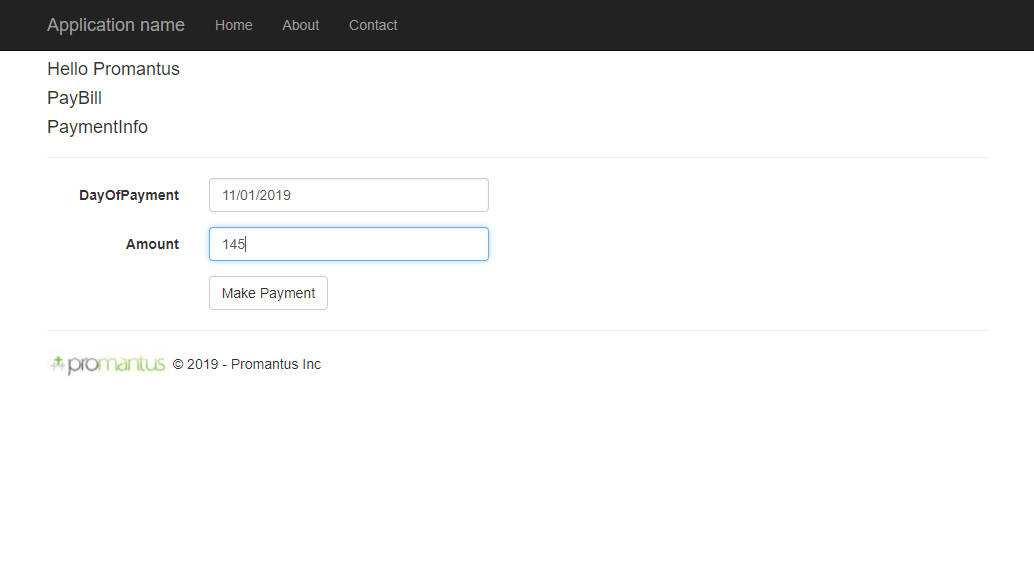 Application name Home About Contact
Hello Promantus
PayBill
PaymentInfo
DayOfPayment 11/01/2019
Amount 145
Make Payment
promantus © 2019 - Promantus Inc